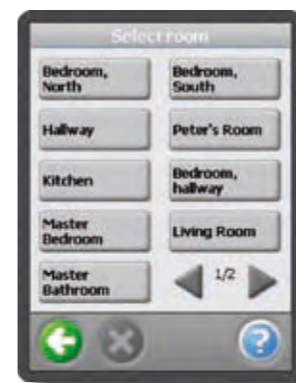 Select room
Bedroom,
North
Bedroom,
South
Hallway
Peter's Room
Kitchen
Bedroom,
hallway
Master
Bedroom
Living Room
Master
Bathroom
1/2
?